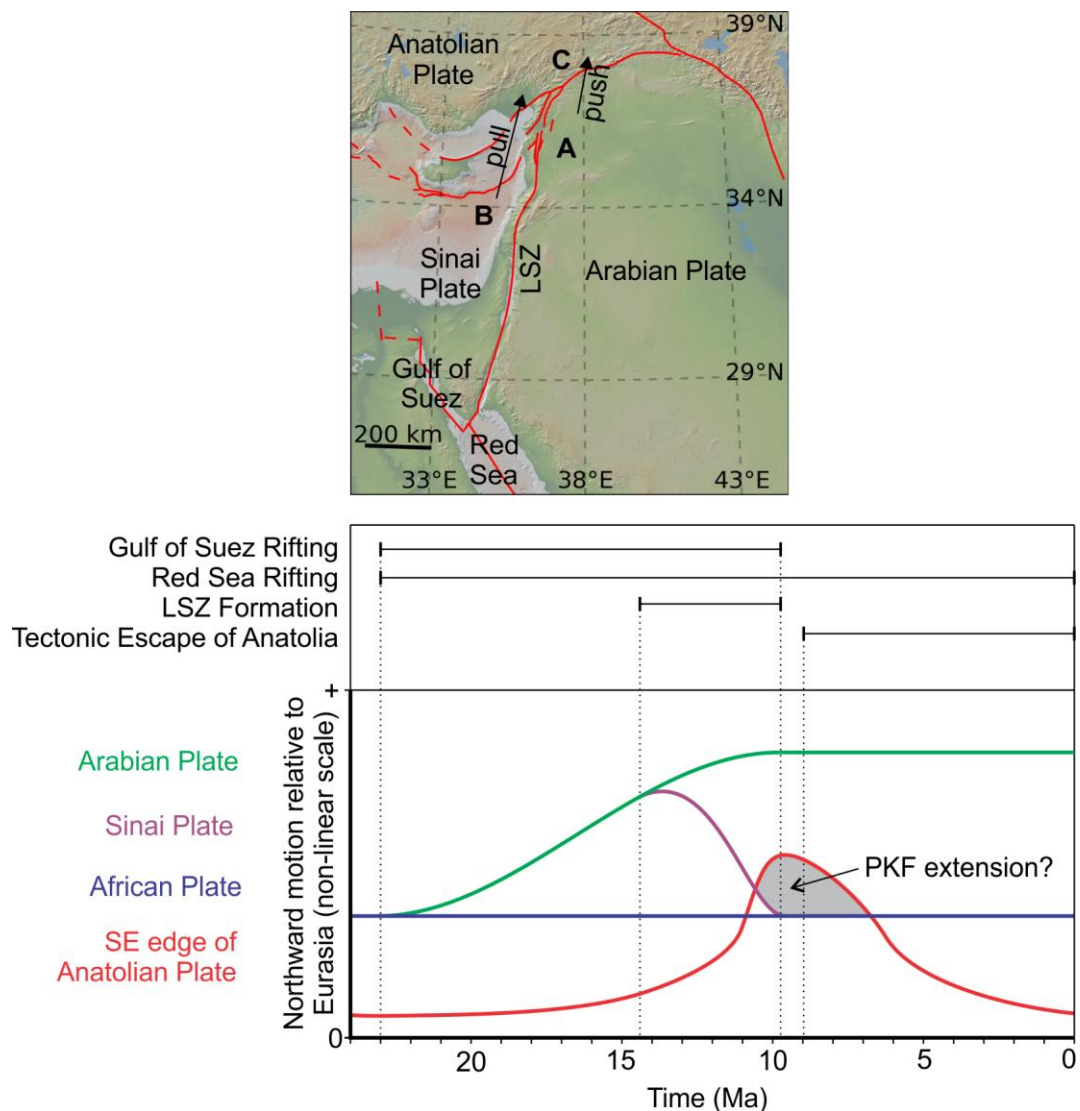 39°N
Anatolian
Plate
C
push
pull
A
34°N
B
Sinai
Plate
LSZ
Arabian Plate
29°N
Gulf of
Suez
200 km
Red
Sea
33°E
38°E
43°E
Gulf of Suez Rifting
Red Sea Rifting
LSZ Formation
Tectonic Escape of Anatolia
+
Northward motion relative to
Eurasia (non-linear scale)
Arabian Plate
Sinai Plate
African Plate
SE edge of
Anatolian Plate
PKF extension?
0
20
15
10
5
0
Time (Ma)